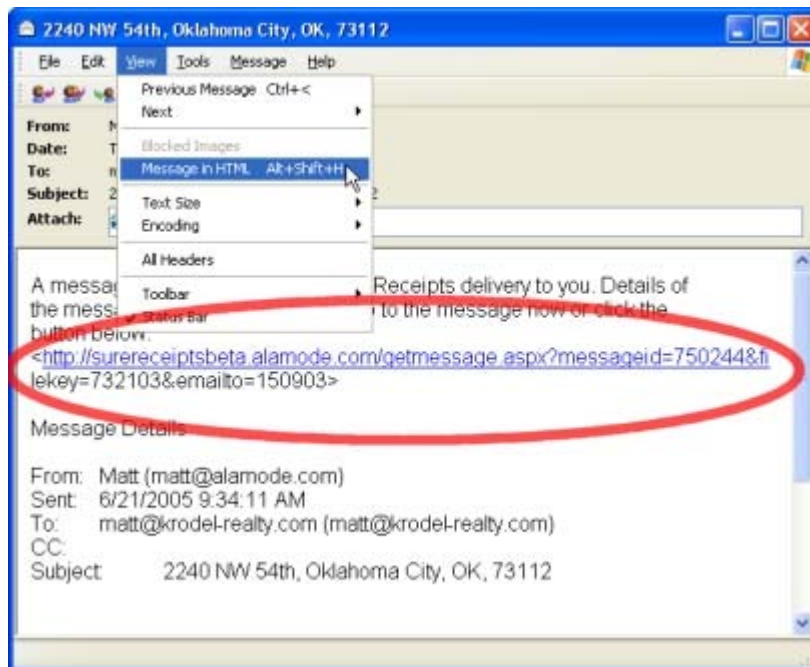 2240 NW 54th, Oklahoma City, OK, 73112
File Edit View Tools Message Help
Previous Message Ctrl+<
Next
Blocked Images
Message in HTML Alt+Shift+H
Text Size
Encoding
All Headers
Toolbar
Status Bar
From:
Date: T
To:
Subject: 2 2
Attach:
A messa Receipts delivery to you. Details of
the mess to the message now or click the
button below.
<http://surereceiptsbeta.alamode.com/getmessage.aspx?messageid=750244&fi
lekey=732103&emailto=150903>
Message Details
From: Matt (matt@alamode.com)
Sent: 6/21/2005 9:34:11 AM
To: matt@krodel-realty.com (matt@krodel-realty.com)
CC:
Subject: 2240 NW 54th, Oklahoma City, OK, 73112